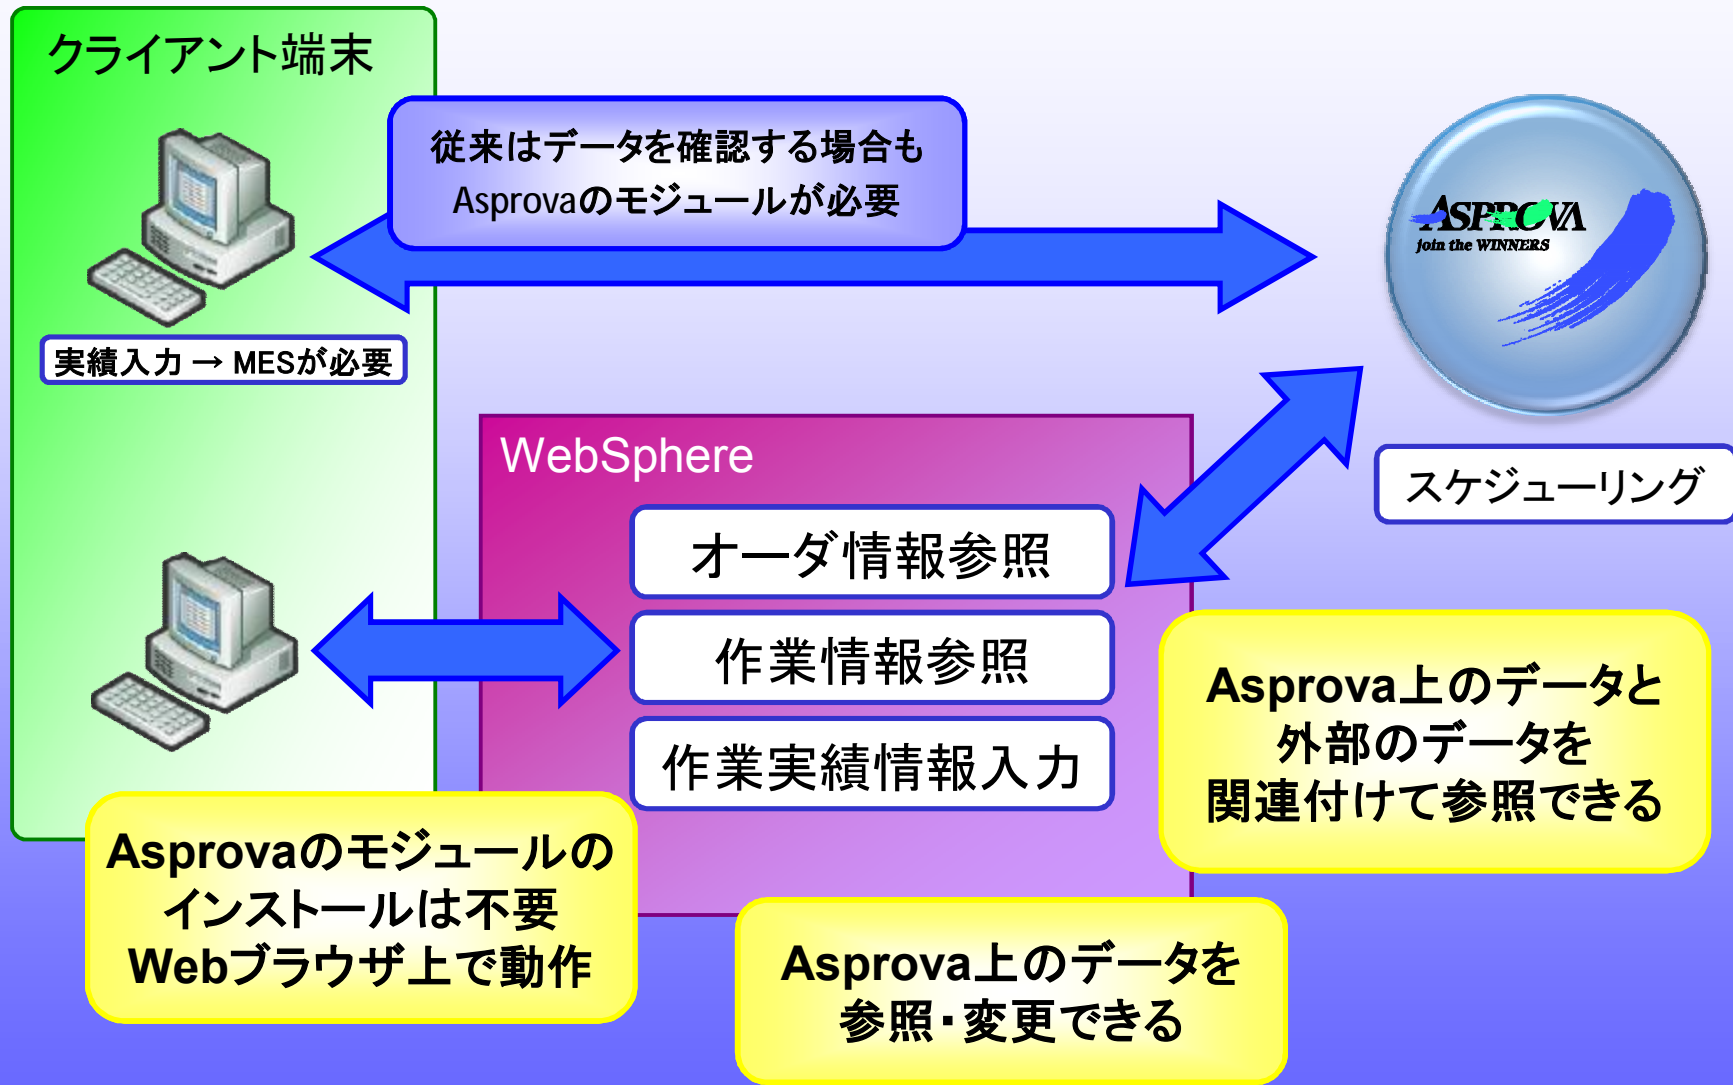 クライアント端末
従来はデータを確認する場合も
Asprovaのモジュールが必要
ASPROVA
join the WINNERS
実績入力 → MESが必要
スケジューリング
WebSphere
オーダ情報参照
作業情報参照
作業実績情報入力
Asprova上のデータと
外部のデータを
関連付けて参照できる
Asprovaのモジュールの
インストールは不要
Webブラウザ上で動作
Asprova上のデータを
参照・変更できる